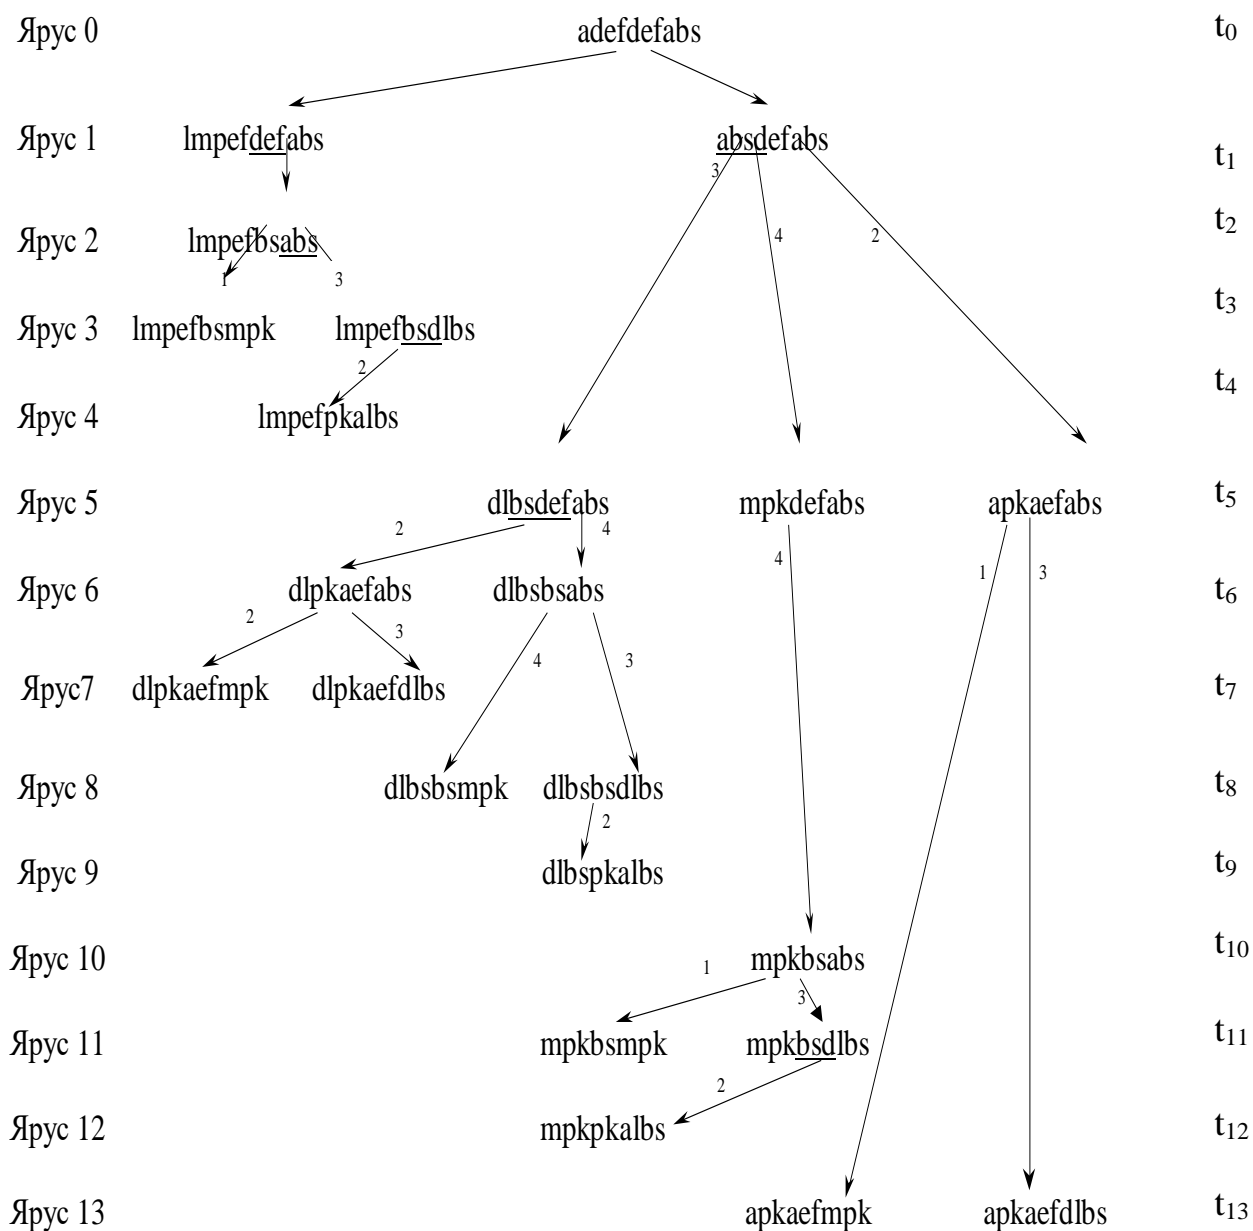 Ярус 0 adefdefabs t0
Ярус 1 lmpefdefabs absdefabs t1
3
Ярус 2 lmpefbsabs 4 2 t2
1 3
Ярус 3 lmpefbsmpk lmpefbsdlbs t3
2
Ярус 4 lmpefpkalbs t4
Ярус 5 dlbsdefabs mpkdefabs apkaefabs t5
2 4
4 1 3
Ярус 6 dlpkaefabs dlbsbsabs t6
2 3
4 3
Ярус7 dlpkaefmpk dlpkaefdlbs t7
Ярус 8 dlbsbsmpk dlbsbsdlbs t8
2
Ярус 9 dlbspkalbs t9
Ярус 10 mpkbsabs t10
1 3
Ярус 11 mpkbsmpk mpkbsdlbs t11
2
Ярус 12 mpkpkalbs t12
Ярус 13 apkaefmpk apkaefdlbs t13